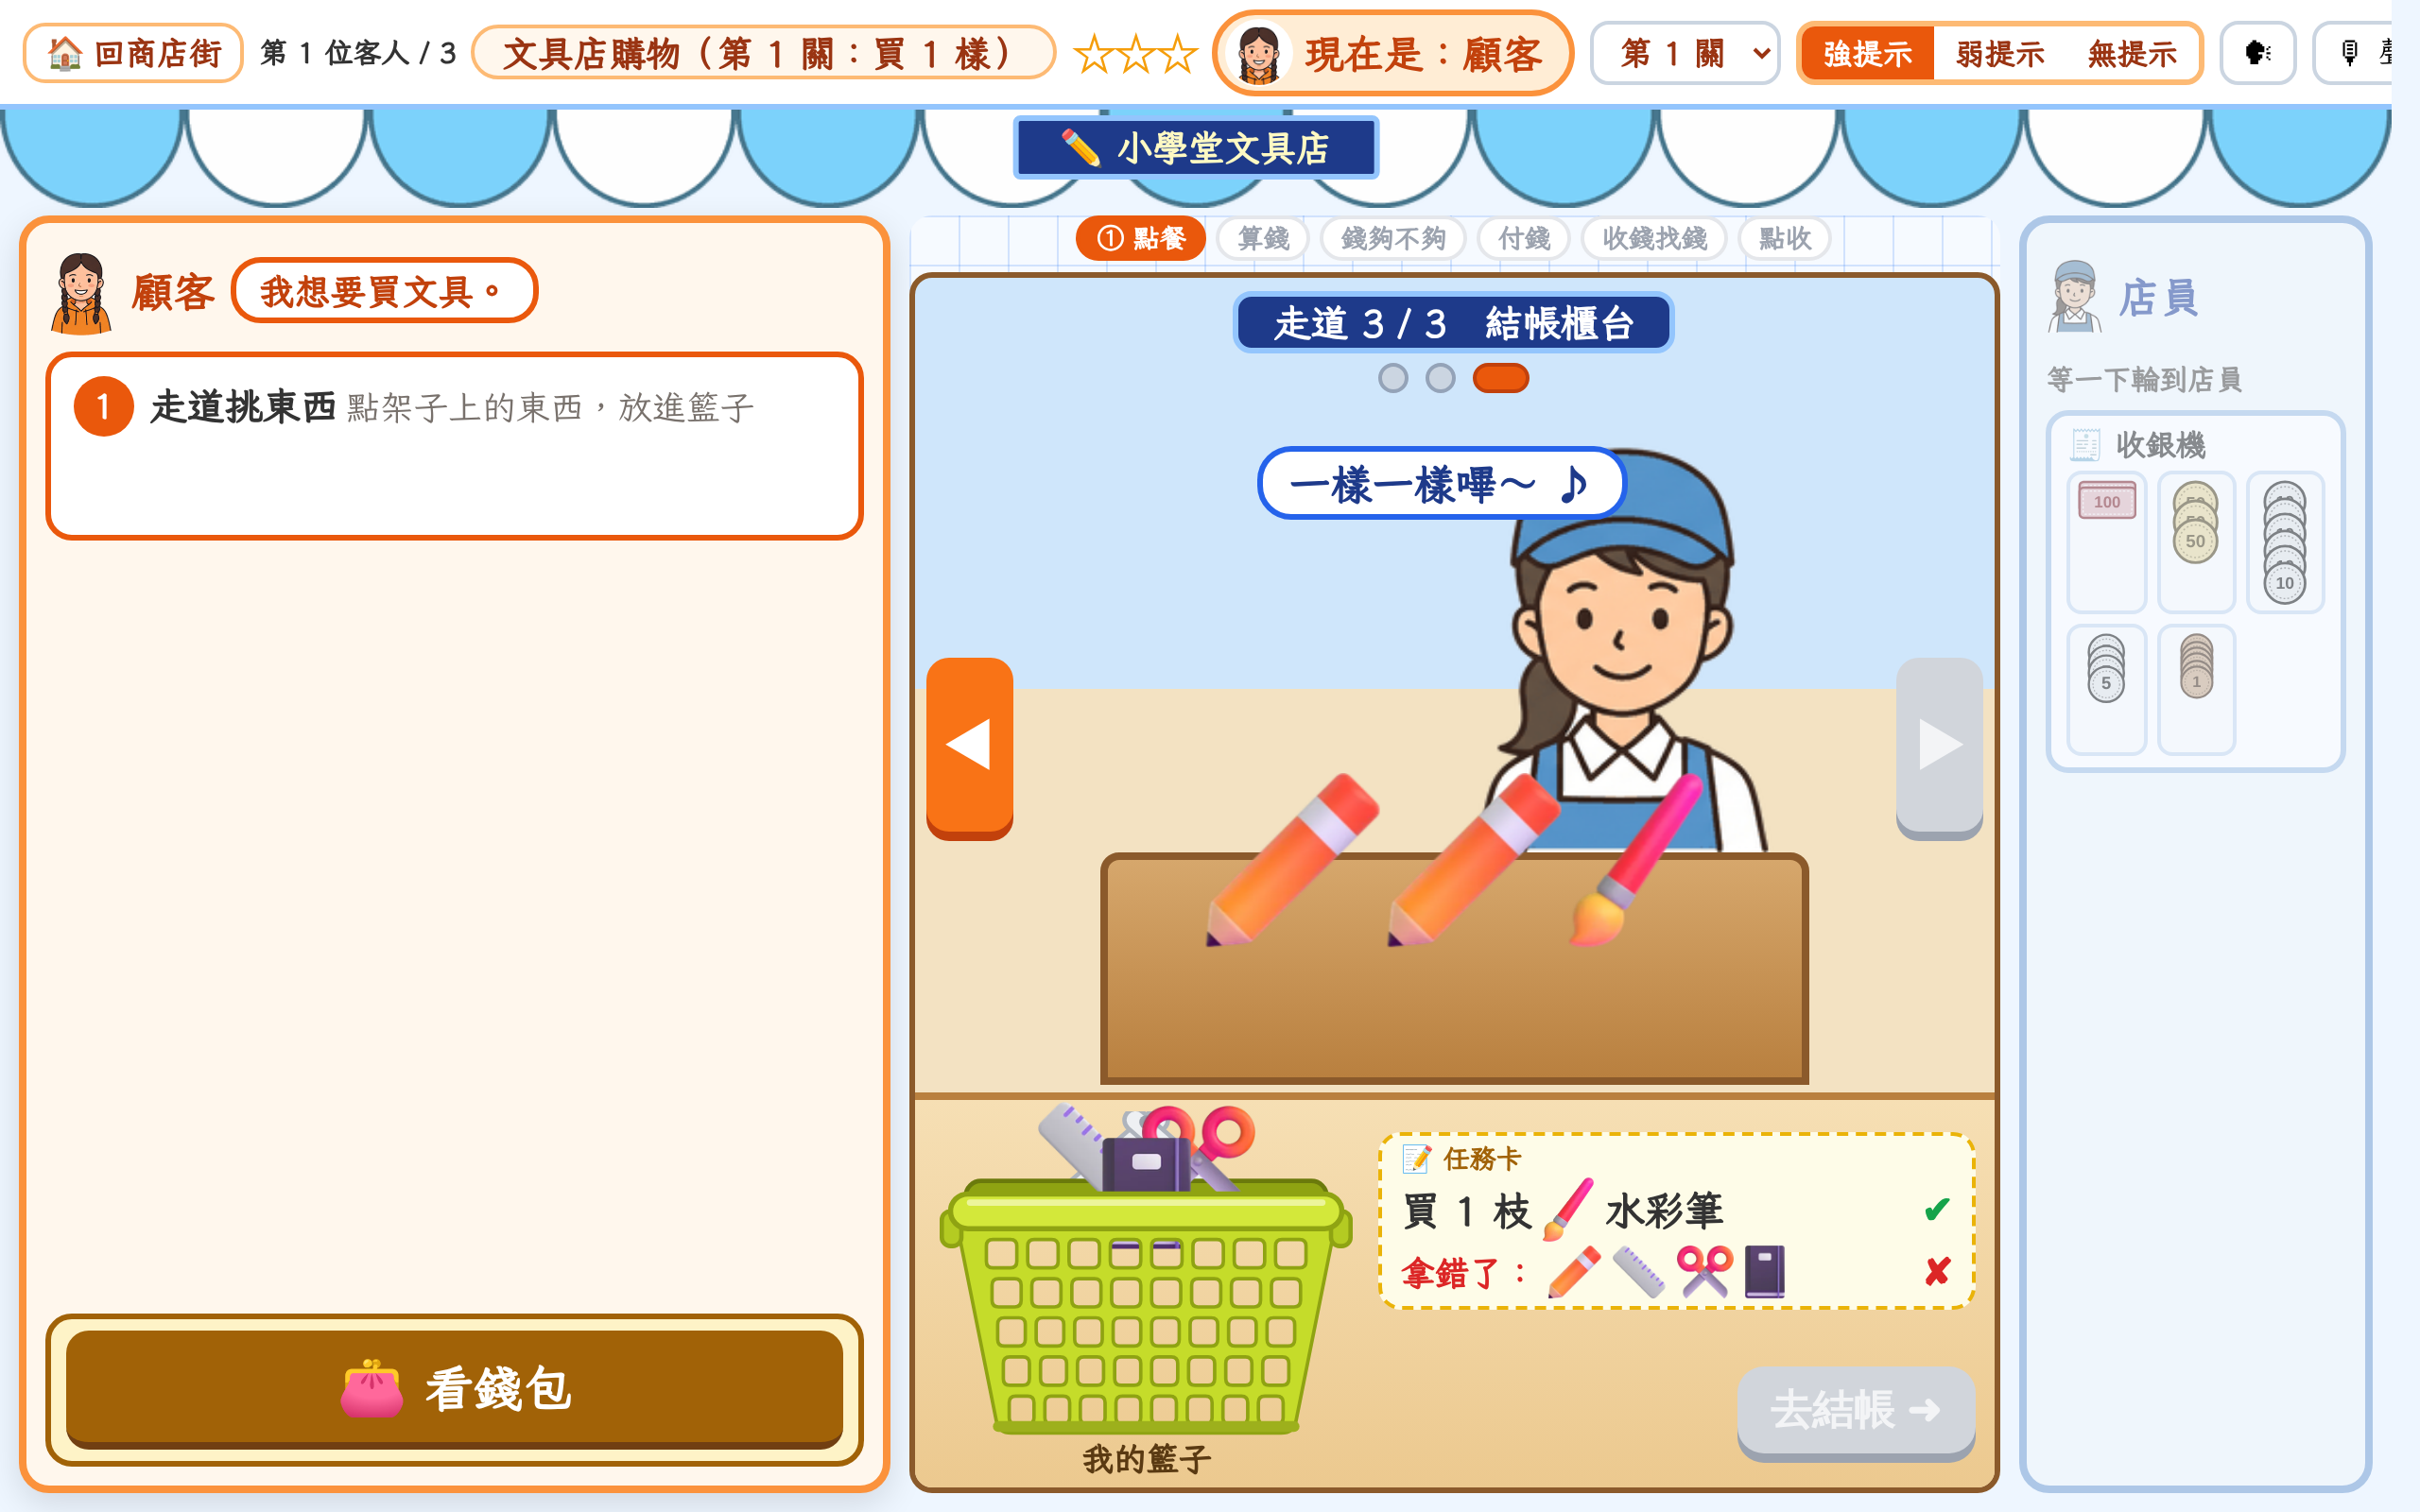 🏠 回商店街
第 1 位客人 / 3
文具店購物（第 1 關：買 1 樣）
☆☆☆
現在是：顧客
第 1 關
強提示 弱提示 無提示
✏️ 小學堂文具店
顧客
我想要買文具。
1 走道挑東西 點架子上的東西，放進籃子
👛 看錢包
① 點餐 算錢 錢夠不夠 付錢 收錢找錢 點收
走道 3 / 3 結帳櫃台
一樣一樣嗶～ ♪
📝 任務卡
買 1 枝 🖌️ 水彩筆 ✔
拿錯了： ✘
我的籃子
去結帳 ➜
店員
等一下輪到店員
🧾 收銀機
100
50
10
5
1